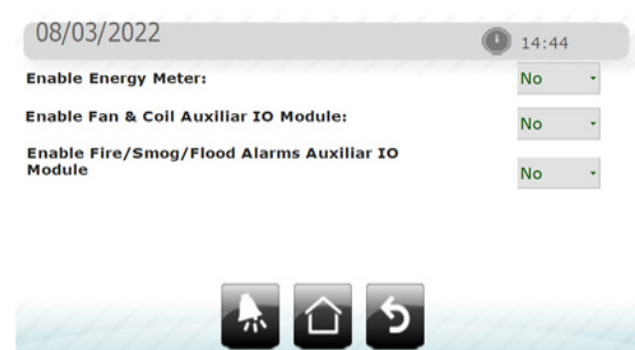 08/03/2022
14:44
Enable Energy Meter:
No
Enable Fan & Coil Auxiliar IO Module:
No
Enable Fire/Smog/Flood Alarms Auxiliar IO
Module
No